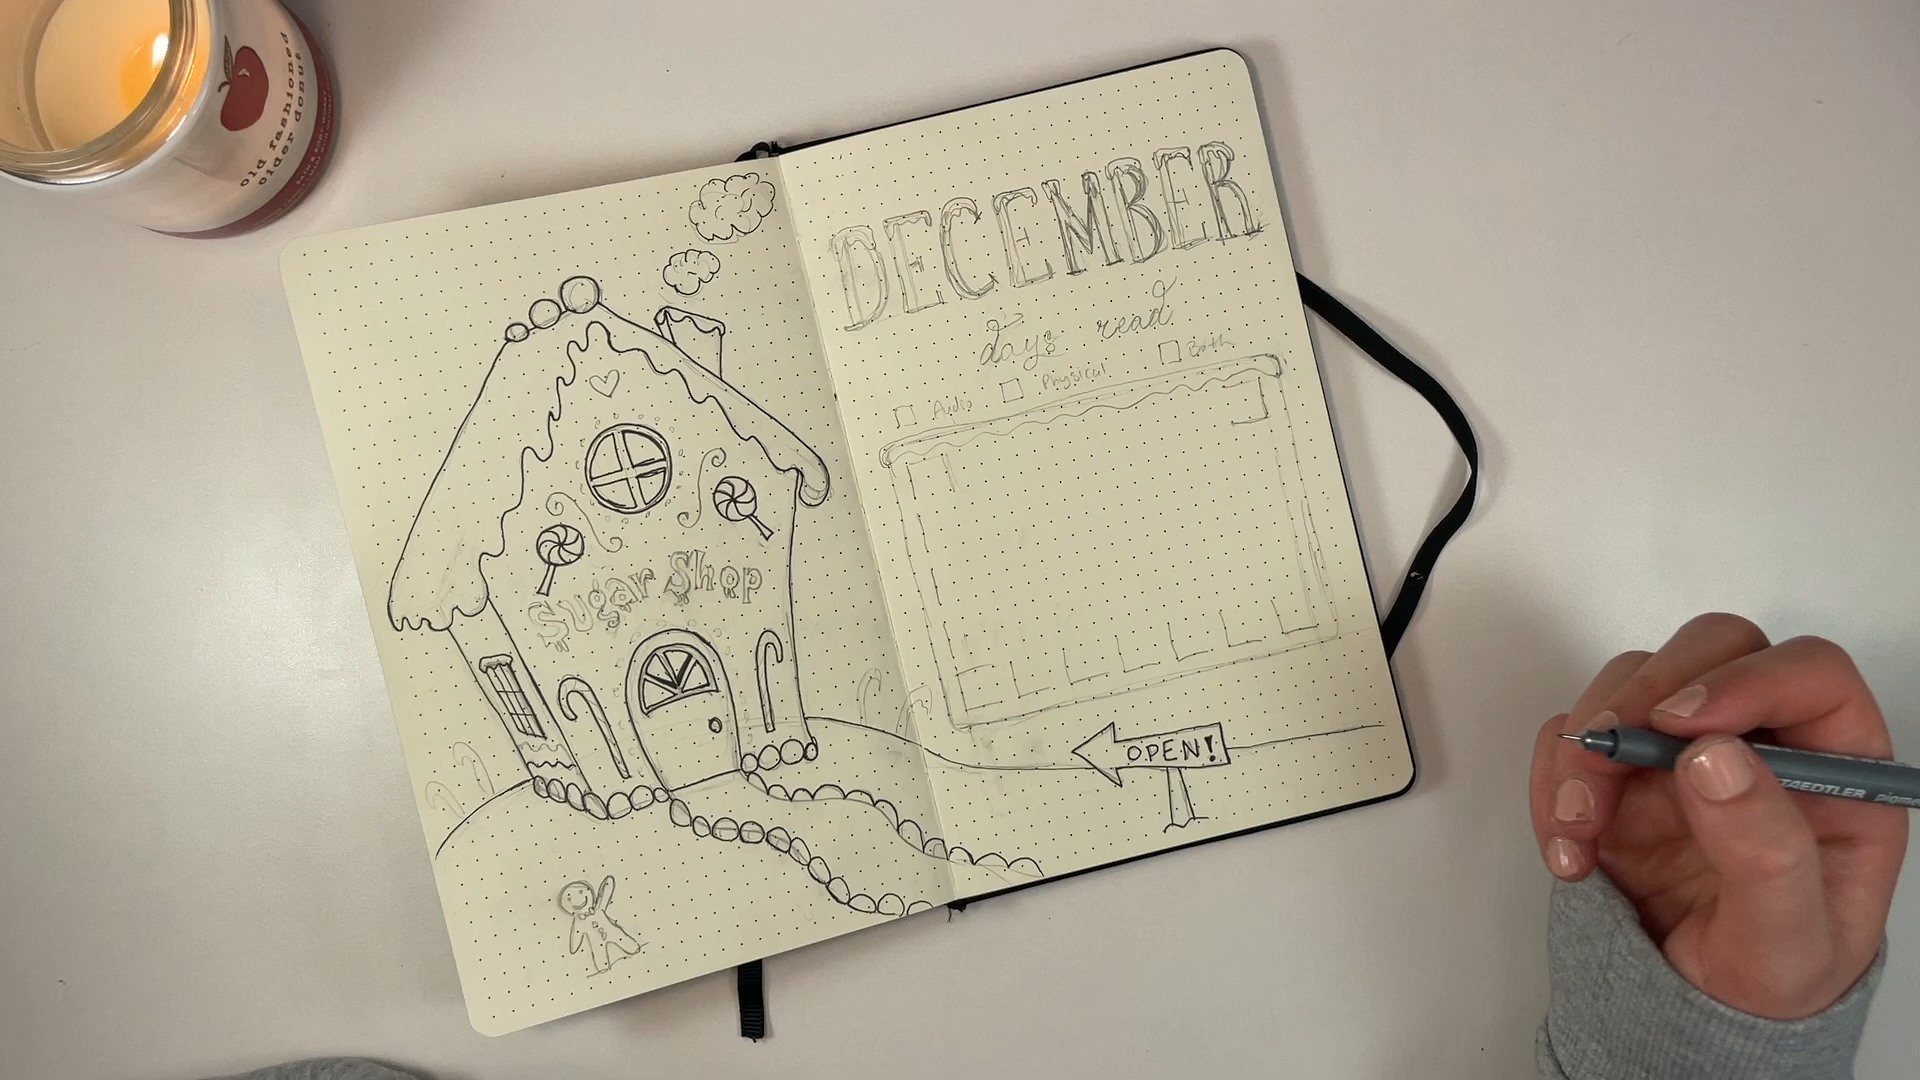 Old fashioned
cider donut
DECEMBER
days read
Audio Physical Both
Sugar Shop
OPEN!
STAEDTLER